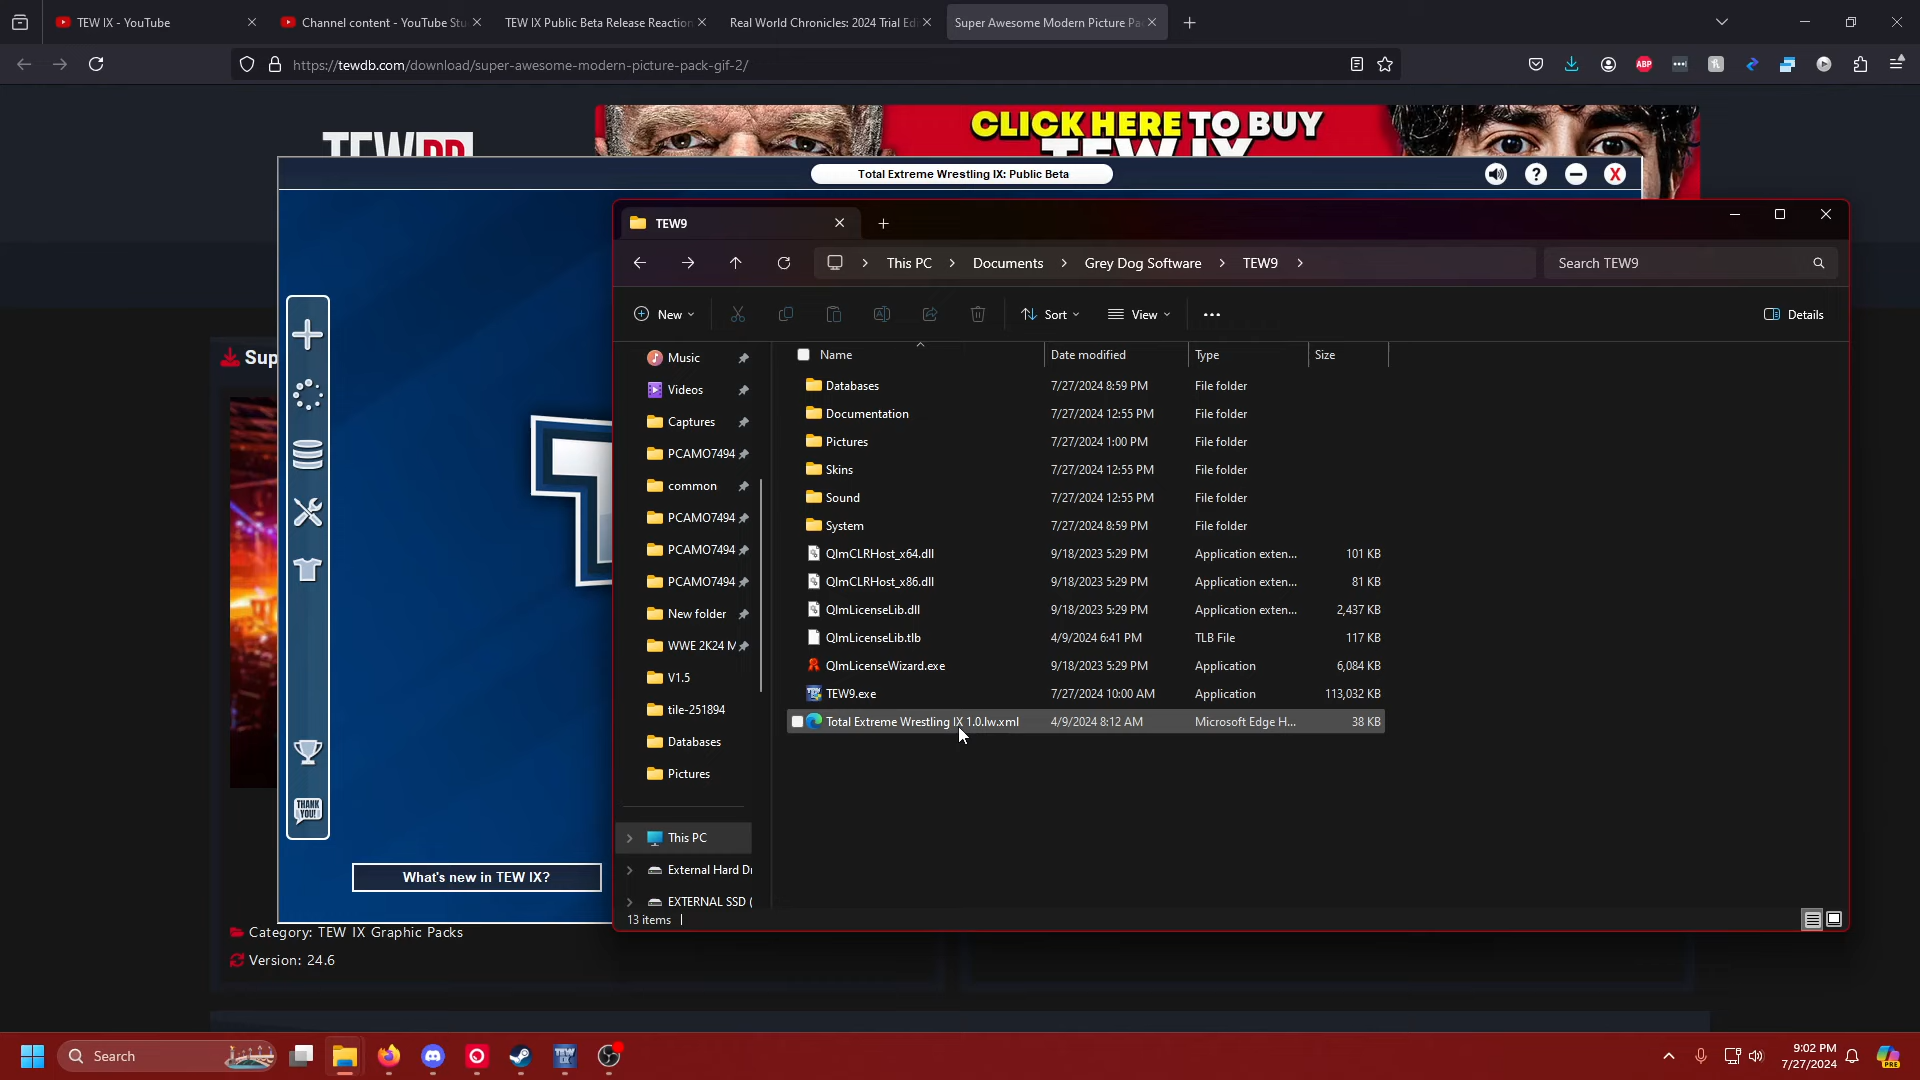 TEW IX - YouTube
Channel content - YouTube Stu
TEW IX Public Beta Release Reaction
Real World Chronicles: 2024 Trial Edi
Super Awesome Modern Picture Pa
https://tewdb.com/download/super-awesome-modern-picture-pack-gif-2/
ABP
TEWDB
CLICK HERE TO BUY
TEW IX
Total Extreme Wrestling IX: Public Beta
?
X
TEW9
This PC
Documents
Grey Dog Software
TEW9
Search TEW9
New
Sort
View
Details
Sup
Music
Videos
Captures
PCAMO7494
common
PCAMO7494
PCAMO7494
PCAMO7494
New folder
WWE 2K24 M
V1.5
tile-251894
Databases
Pictures
This PC
External Hard Dr
EXTERNAL SSD (
Name
Date modified
Type
Size
Databases 7/27/2024 8:59 PM File folder
Documentation 7/27/2024 12:55 PM File folder
Pictures 7/27/2024 1:00 PM File folder
Skins 7/27/2024 12:55 PM File folder
Sound 7/27/2024 12:55 PM File folder
System 7/27/2024 8:59 PM File folder
QlmCLRHost_x64.dll 9/18/2023 5:29 PM Application exten... 101 KB
QlmCLRHost_x86.dll 9/18/2023 5:29 PM Application exten... 81 KB
QlmLicenseLib.dll 9/18/2023 5:29 PM Application exten... 2,437 KB
QlmLicenseLib.tlb 4/9/2024 6:41 PM TLB File 117 KB
QlmLicenseWizard.exe 9/18/2023 5:29 PM Application 6,084 KB
TEW9.exe 7/27/2024 10:00 AM Application 113,032 KB
Total Extreme Wrestling IX 1.0.lw.xml 4/9/2024 8:12 AM Microsoft Edge H... 38 KB
13 items
THANK YOU!
What's new in TEW IX?
Category: TEW IX Graphic Packs
Version: 24.6
Search
TEW
PRE
9:02 PM
7/27/2024